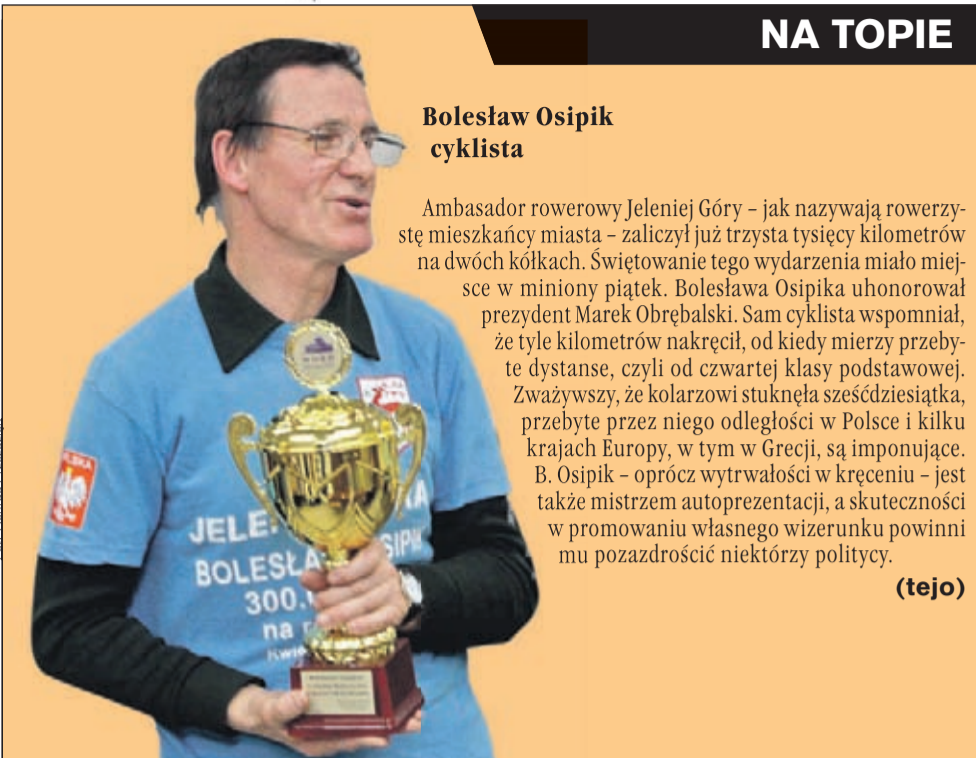 NA TOPIE
Bolesław Osipik
cyklista
Ambasador rowerowy Jeleniej Góry – jak nazywają rowerzy-
stę mieszkańcy miasta – zaliczył już trzysta tysięcy kilometrów
na dwóch kółkach. Świętowanie tego wydarzenia miało miej-
sce w miniony piątek. Bolesława Osipika uhonorował
prezydent Marek Obrębalski. Sam cyklista wspomniał,
że tyle kilometrów nakręcił, od kiedy mierzy przeby-
te dystanse, czyli od czwartej klasy podstawowej.
Zważywszy, że kolarzowi stuknęła sześćdziesiątka,
przebyte przez niego odległości w Polsce i kilku
krajach Europy, w tym w Grecji, są imponujące.
B. Osipik – oprócz wytrwałości w kręceniu – jest
także mistrzem autoprezentacji, a skuteczności
w promowaniu własnego wizerunku powinni
mu pozazdrościć niektórzy politycy.
(tejo)
JELE
BOLESŁA
300.
na